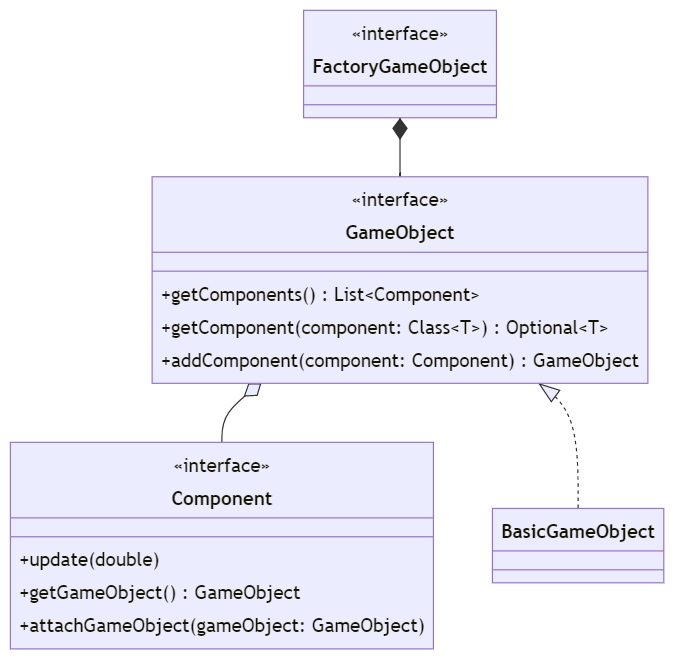 «interface»
FactoryGameObject
«interface»
GameObject
+getComponents() : List<Component>
+getComponent(component: Class<T>) : Optional<T>
+addComponent(component: Component) : GameObject
«interface»
Component
+update(double)
+getGameObject() : GameObject
+attachGameObject(gameObject: GameObject)
BasicGameObject